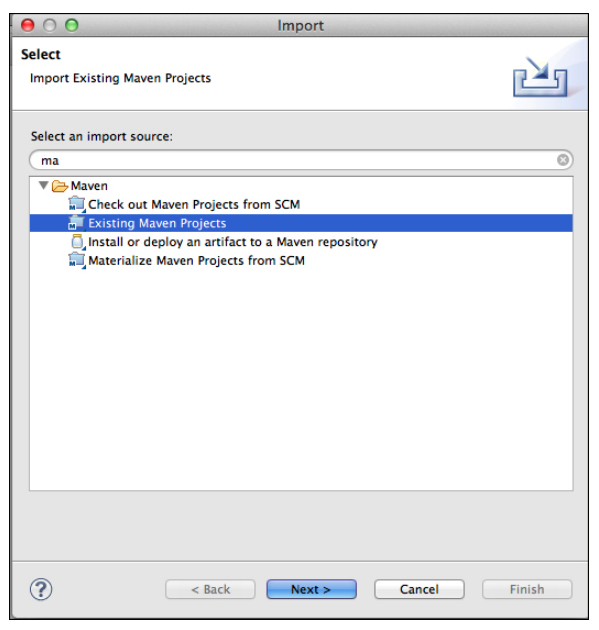 Import
Select
Import Existing Maven Projects
Select an import source:
ma
Maven
Check out Maven Projects from SCM
Existing Maven Projects
Install or deploy an artifact to a Maven repository
Materialize Maven Projects from SCM
? < Back Next > Cancel Finish